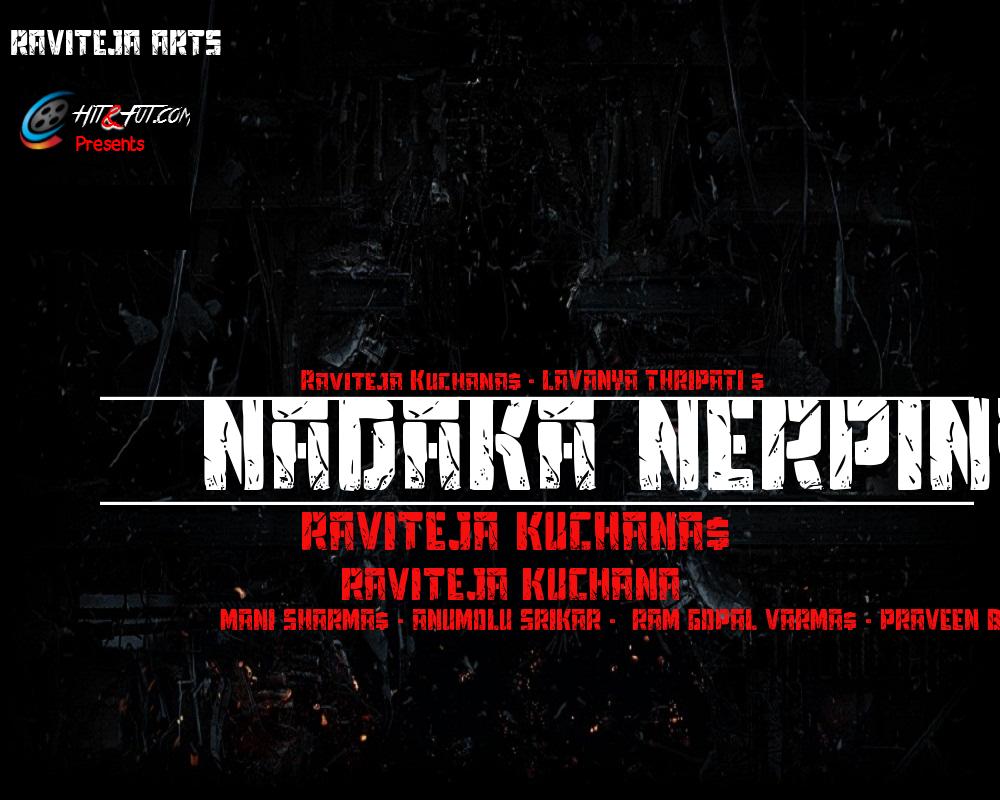 RAVITEJA ARTS
HIT&FUT.COM
Presents
RAVITEJA KUCHANA$ - LAVANYA THRIPATI $
NADAKA NERPIN
RAVITEJA KUCHANA$
RAVITEJA KUCHANA
MANI SHARMA$ - ANUMOLU SRIKAR - RAM GOPAL VARMA$ - PRAVEEN